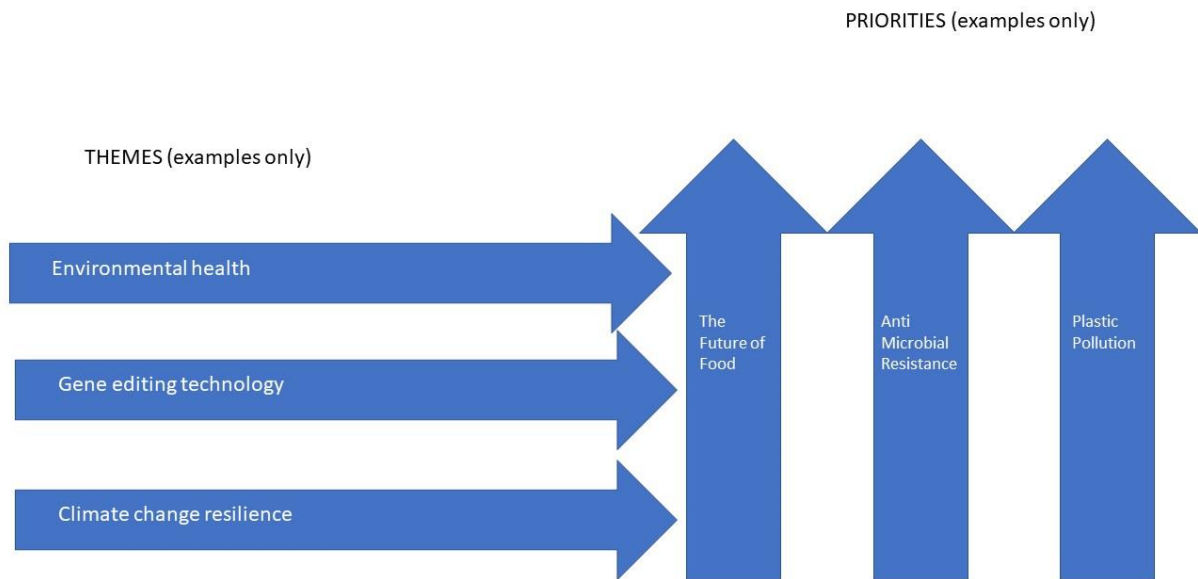 PRIORITIES (examples only)
THEMES (examples only)
Environmental health
Gene editing technology
Climate change resilience
The
Future of
Food
Anti
Microbial
Resistance
Plastic
Pollution